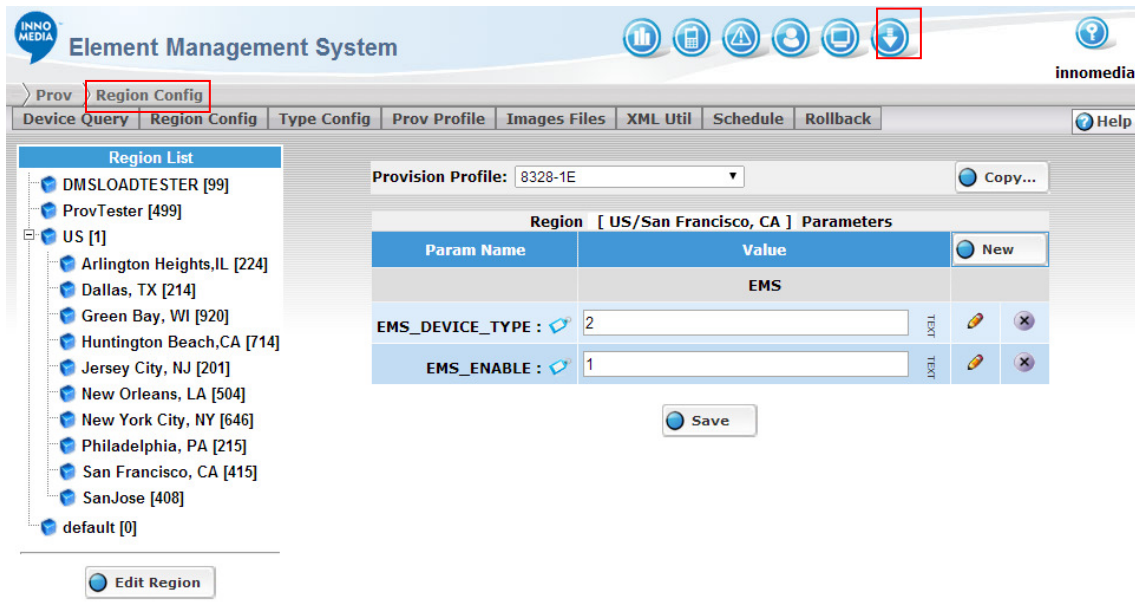 INNO
MEDIA
Element Management System
innomedia
Prov Region Config
Device Query Region Config Type Config Prov Profile Images Files XML Util Schedule Rollback Help
Region List
DMSLOADTESTER [99]
ProvTester [499]
US [1]
Arlington Heights,IL [224]
Dallas, TX [214]
Green Bay, WI [920]
Huntington Beach,CA [714]
Jersey City, NJ [201]
New Orleans, LA [504]
New York City, NY [646]
Philadelphia, PA [215]
San Francisco, CA [415]
SanJose [408]
default [0]
Edit Region
Provision Profile: 8328-1E Copy...
Region [ US/San Francisco, CA ] Parameters
Param Name Value New
EMS
EMS_DEVICE_TYPE : 2 TEXT
EMS_ENABLE : 1 TEXT
Save